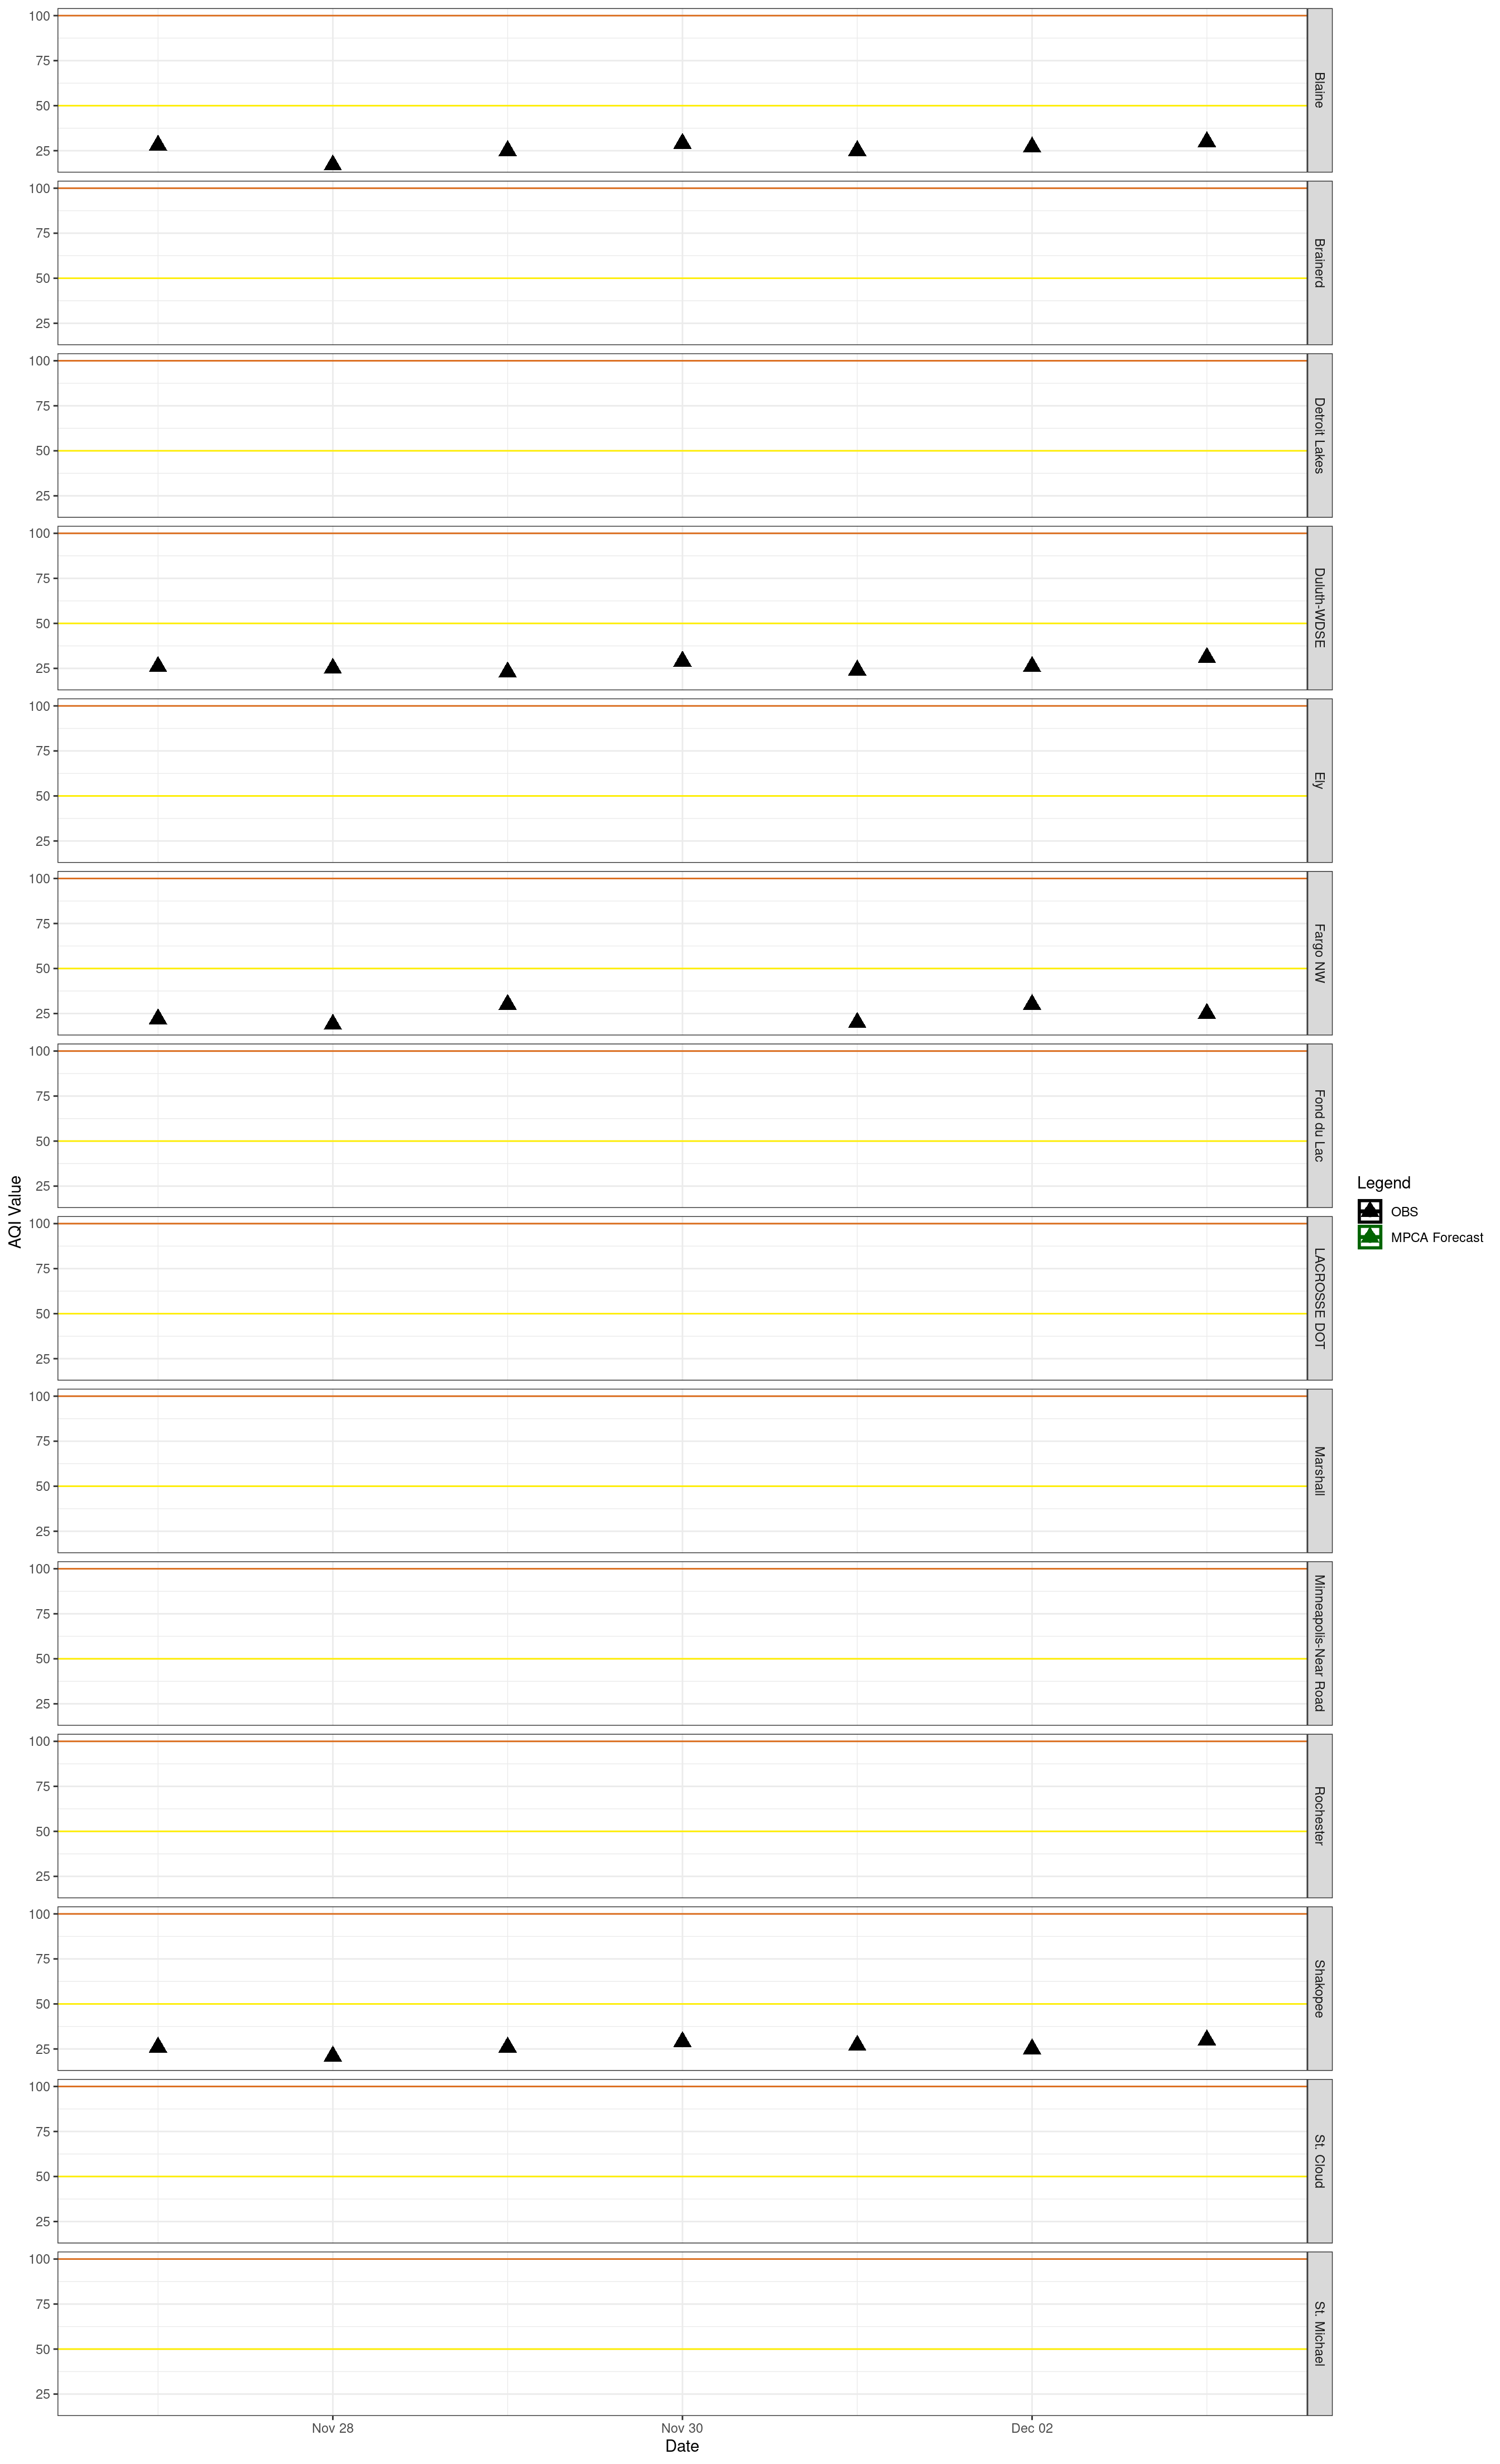 100
75
50
25
Blaine
100
75
50
25
Brainerd
100
75
50
25
Detroit Lakes
100
75
50
25
Duluth-WDSE
100
75
50
25
Ely
100
75
50
25
Fargo NW
100
75
50
25
Fond du Lac
100
75
50
25
LACROSSE DOT
100
75
50
25
Marshall
100
75
50
25
Minneapolis-Near Road
100
75
50
25
Rochester
100
75
50
25
Shakopee
100
75
50
25
St. Cloud
100
75
50
25
St. Michael
Nov 28
Nov 30
Dec 02
Date
AQI Value
Legend
OBS
MPCA Forecast